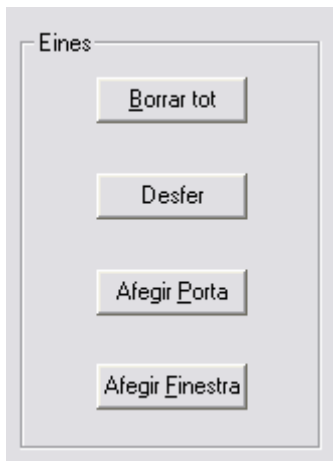 Eines
Borrar tot
Desfer
Afegir Porta
Afegir Finestra